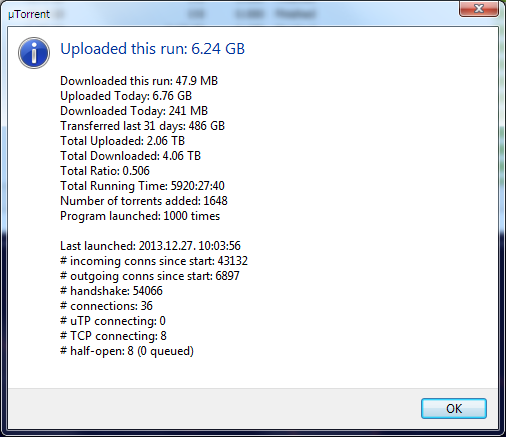 µTorrent
Uploaded this run: 6.24 GB
Downloaded this run: 47.9 MB
Uploaded Today: 6.76 GB
Downloaded Today: 241 MB
Transferred last 31 days: 486 GB
Total Uploaded: 2.06 TB
Total Downloaded: 4.06 TB
Total Ratio: 0.506
Total Running Time: 5920:27:40
Number of torrents added: 1648
Program launched: 1000 times
Last launched: 2013.12.27. 10:03:56
# incoming conns since start: 43132
# outgoing conns since start: 6897
# handshake: 54066
# connections: 36
# uTP connecting: 0
# TCP connecting: 8
# half-open: 8 (0 queued)
OK